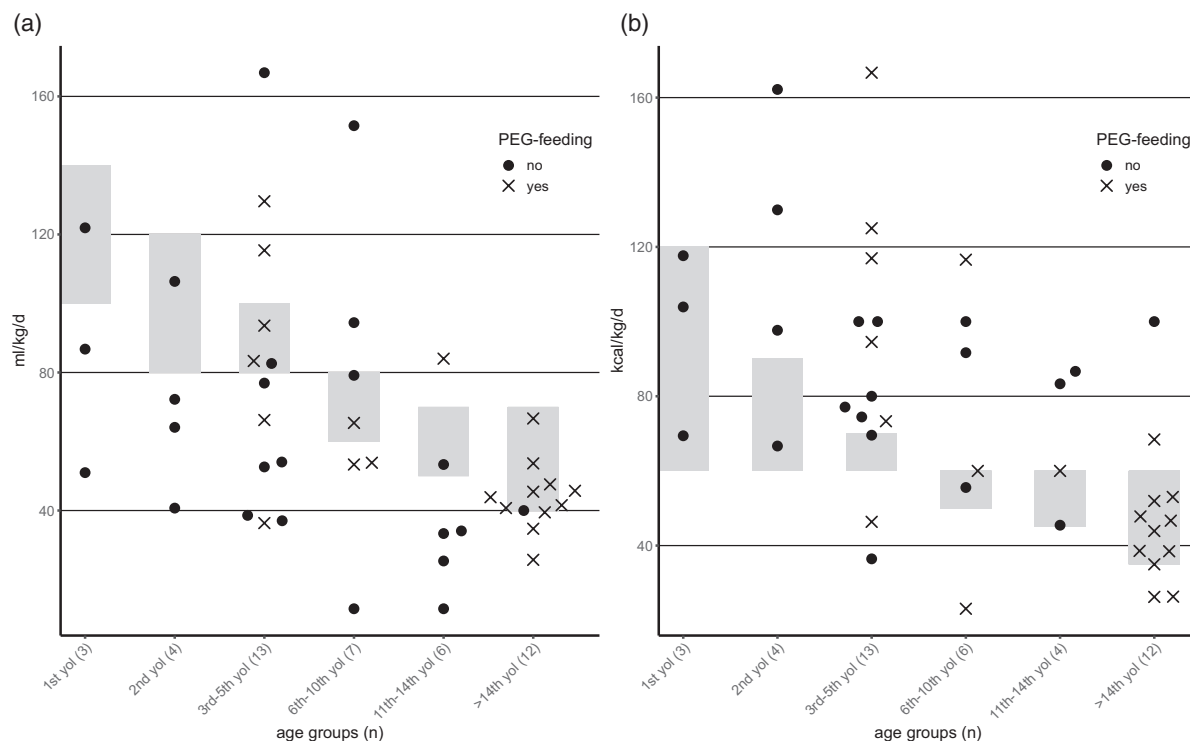 (a)
ml/kg/d
160
120
80
40
PEG-feeding
no
yes
1st yol (3)
2nd yol (4)
3rd-5th yol (13)
6th-10th yol (7)
11th-14th yol (6)
>14th yol (12)
age groups (n)
(b)
kcal/kg/d
160
120
80
40
PEG-feeding
no
yes
1st yol (3)
2nd yol (4)
3rd-5th yol (13)
6th-10th yol (6)
11th-14th yol (4)
>14th yol (12)
age groups (n)